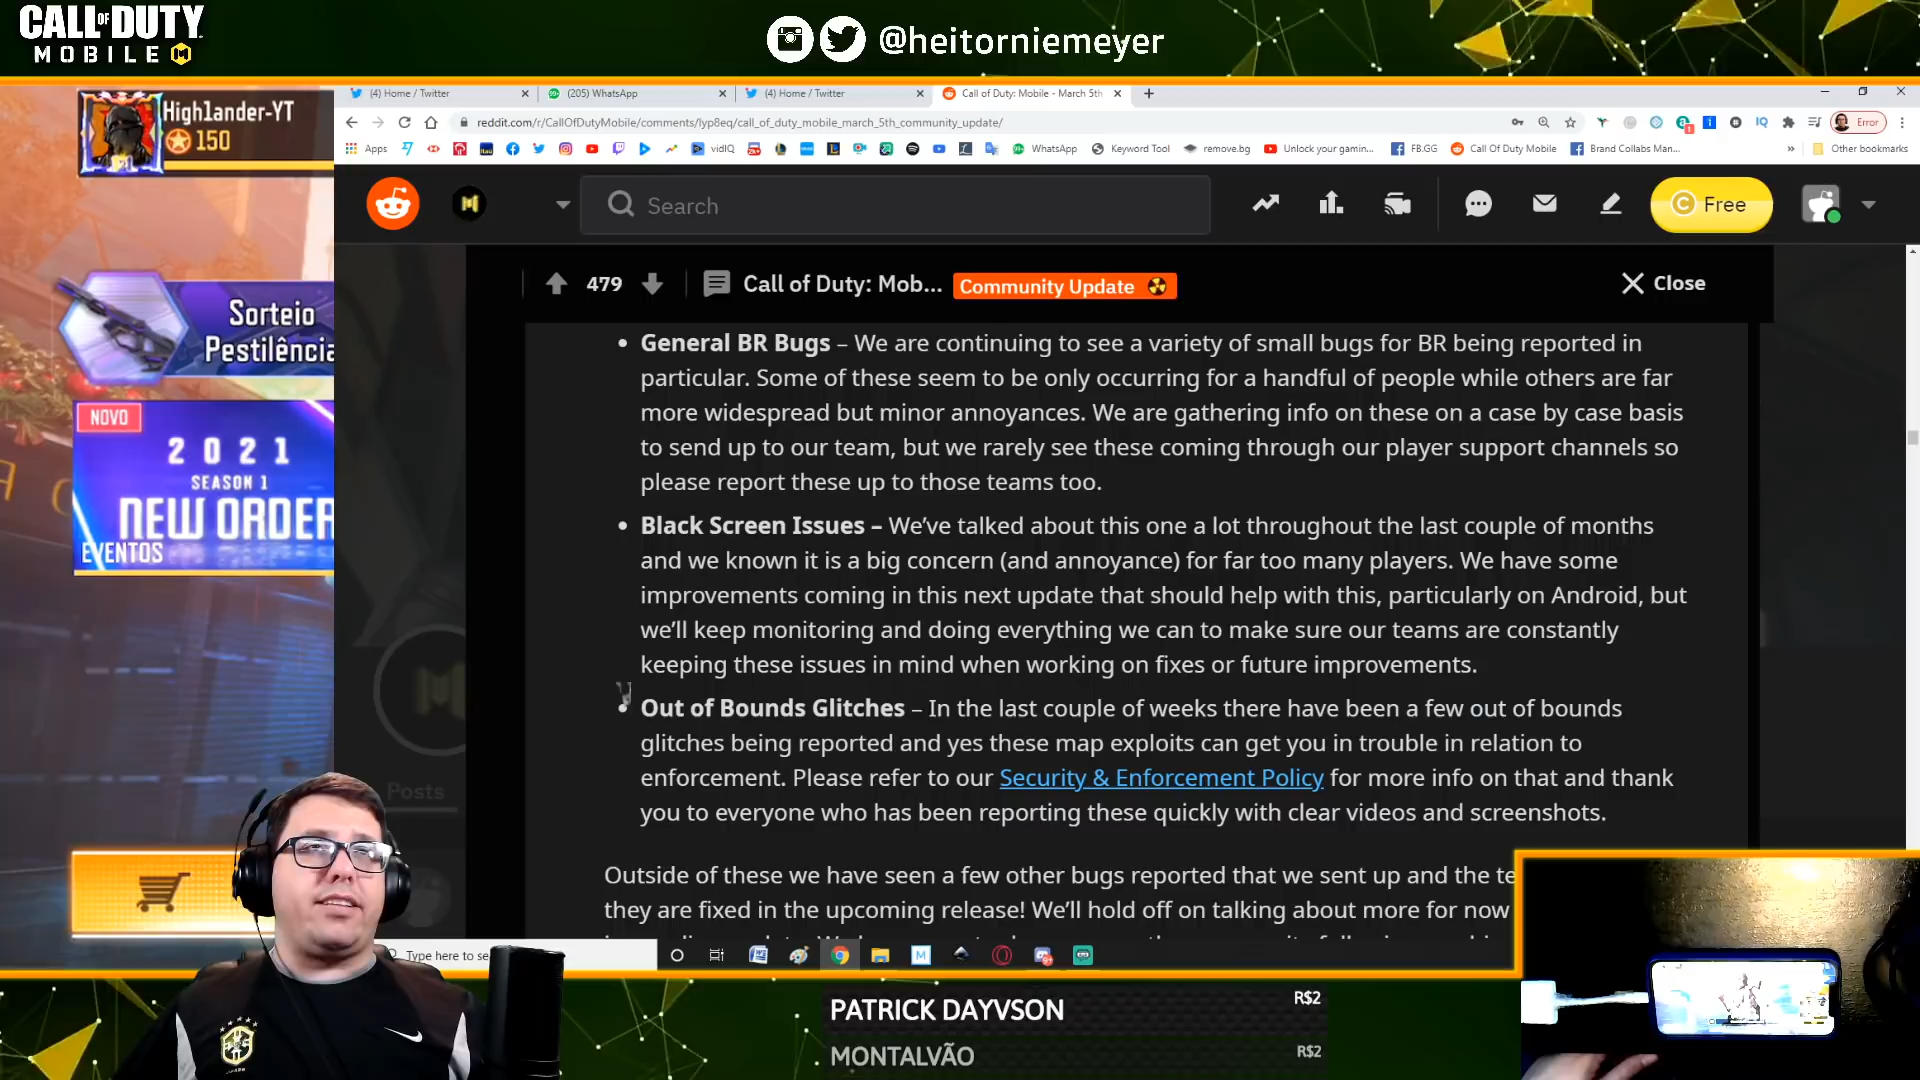 CALL OF DUTY
MOBILE
@heitorniemeyer
High1ander-YT
150
Sorteio
Pestilência
NOVO
2021
SEASON 1
NEW ORDER
EVENTOS
(4) Home / Twitter
(205) WhatsApp
(4) Home / Twitter
Call of Duty: Mobile - March 5th
reddit.com/r/CallOfDutyMobile/comments/lyp8eq/call_of_duty_mobile_march_5th_community_update/
Error
Apps
vidIQ
WhatsApp
Keyword Tool
remove.bg
Unlock your gamin...
FB.GG
Call Of Duty Mobile
Brand Collabs Man...
Other bookmarks
Search
Free
479
Call of Duty: Mob...
Community Update
Close
General BR Bugs – We are continuing to see a variety of small bugs for BR being reported in
particular. Some of these seem to be only occurring for a handful of people while others are far
more widespread but minor annoyances. We are gathering info on these on a case by case basis
to send up to our team, but we rarely see these coming through our player support channels so
please report these up to those teams too.
Black Screen Issues – We've talked about this one a lot throughout the last couple of months
and we known it is a big concern (and annoyance) for far too many players. We have some
improvements coming in this next update that should help with this, particularly on Android, but
we'll keep monitoring and doing everything we can to make sure our teams are constantly
keeping these issues in mind when working on fixes or future improvements.
Out of Bounds Glitches – In the last couple of weeks there have been a few out of bounds
glitches being reported and yes these map exploits can get you in trouble in relation to
enforcement. Please refer to our Security & Enforcement Policy for more info on that and thank
you to everyone who has been reporting these quickly with clear videos and screenshots.
Posts
Outside of these we have seen a few other bugs reported that we sent up and the te
they are fixed in the upcoming release! We'll hold off on talking about more for now
Type here to se
PATRICK DAYVSON R$2
MONTALVÃO R$2